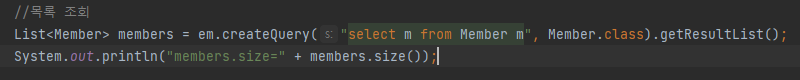 //목록 조회
List<Member> members = em.createQuery( s: "select m from Member m", Member.class).getResultList();
System.out.println("members.size=" + members.size());